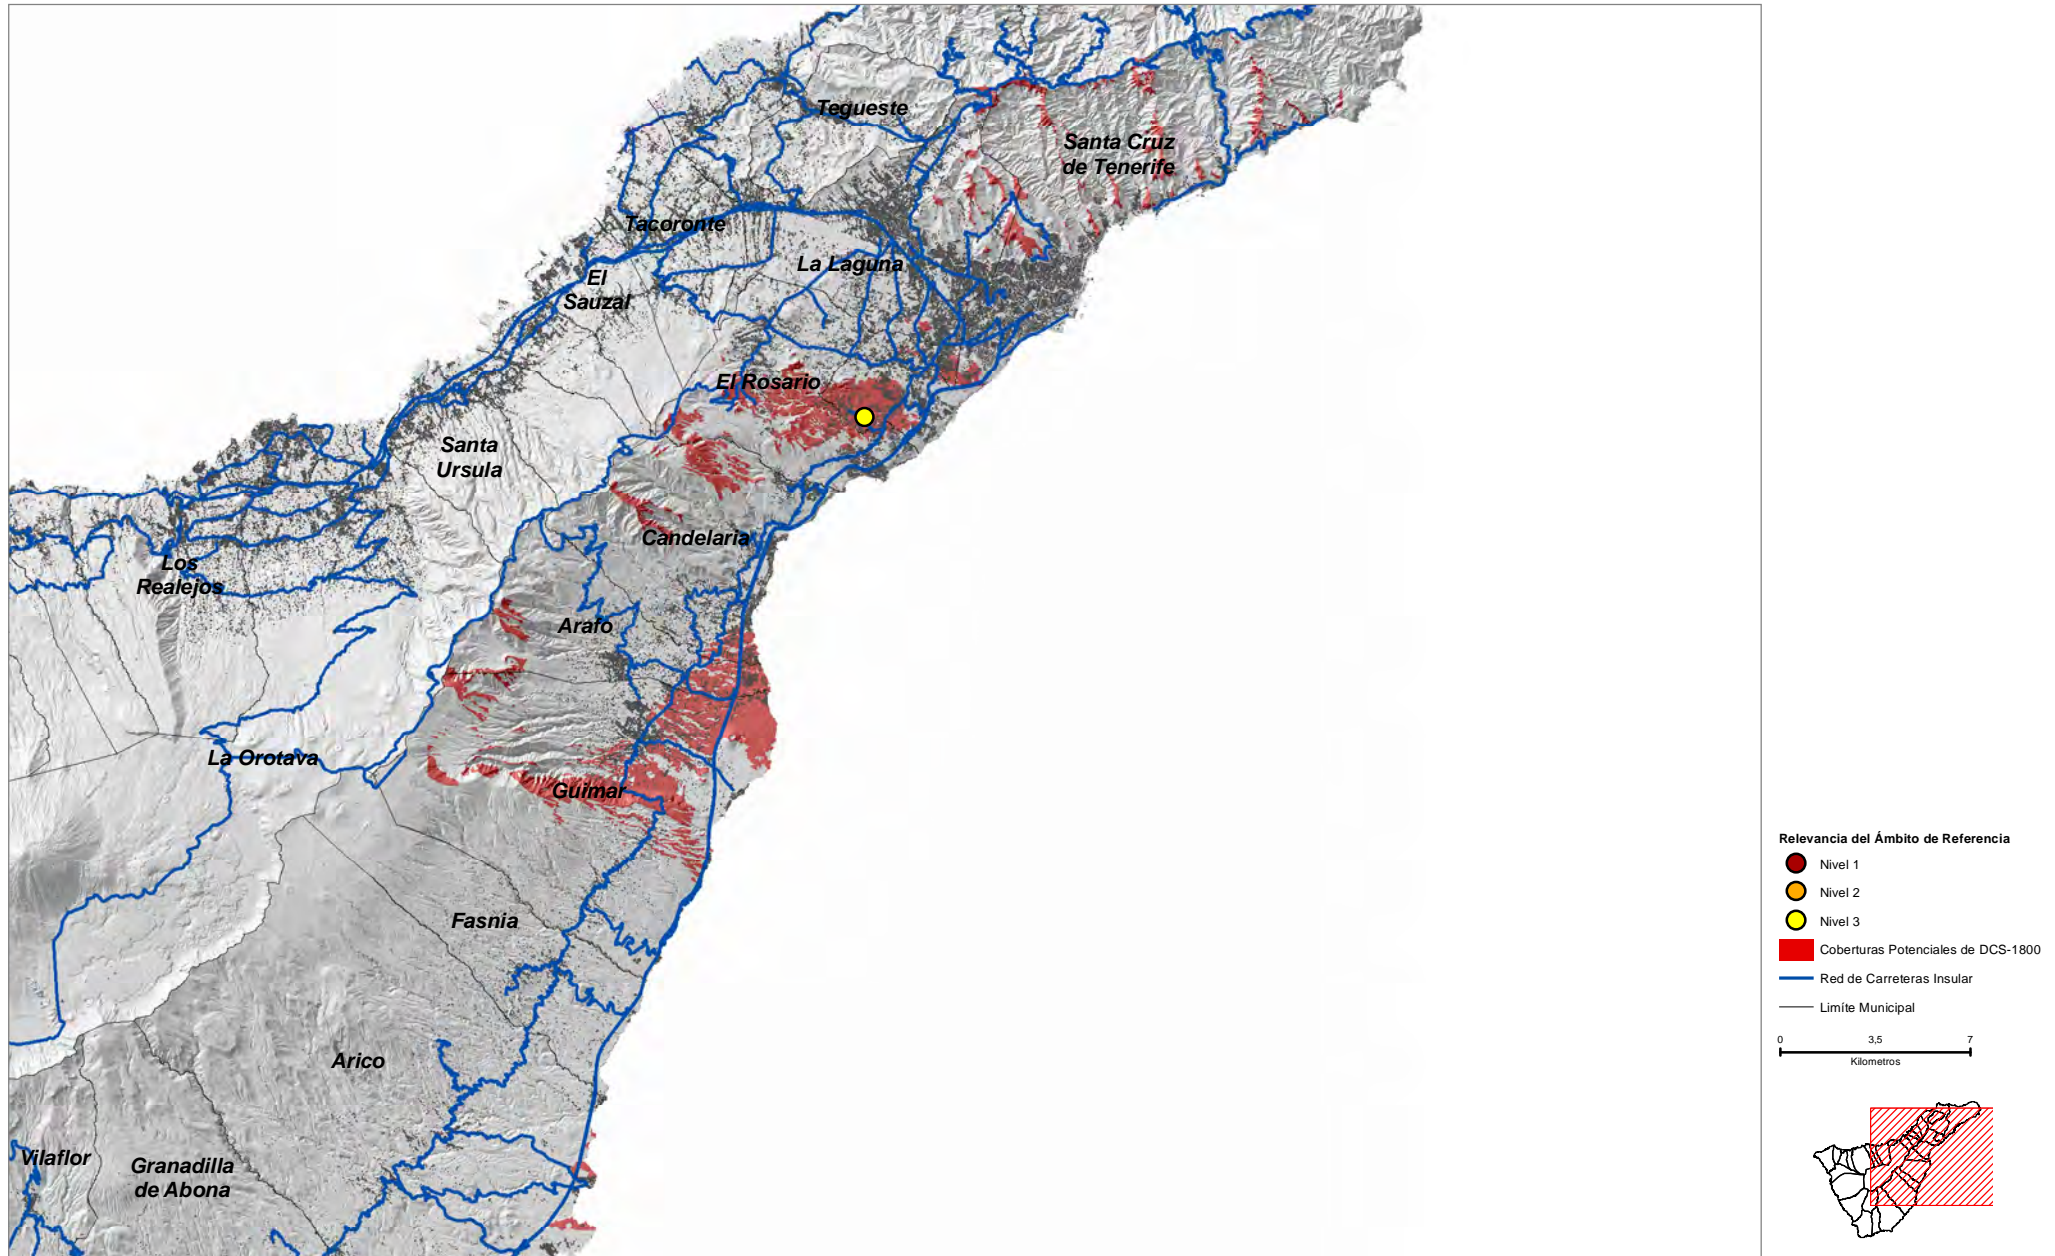 Tegueste
Santa Cruz
de Tenerife
Tacoronte
La Laguna
El
Sauzal
El Rosario
Santa
Ursula
Candelaria
Los
Realejos
Arafo
La Orotava
Guimar
Fasnia
Arico
Vilaflor
Granadilla
de Abona
Relevancia del Ámbito de Referencia
Nivel 1
Nivel 2
Nivel 3
Coberturas Potenciales de DCS-1800
Red de Carreteras Insular
Limíte Municipal
0 3,5 7
Kilometros